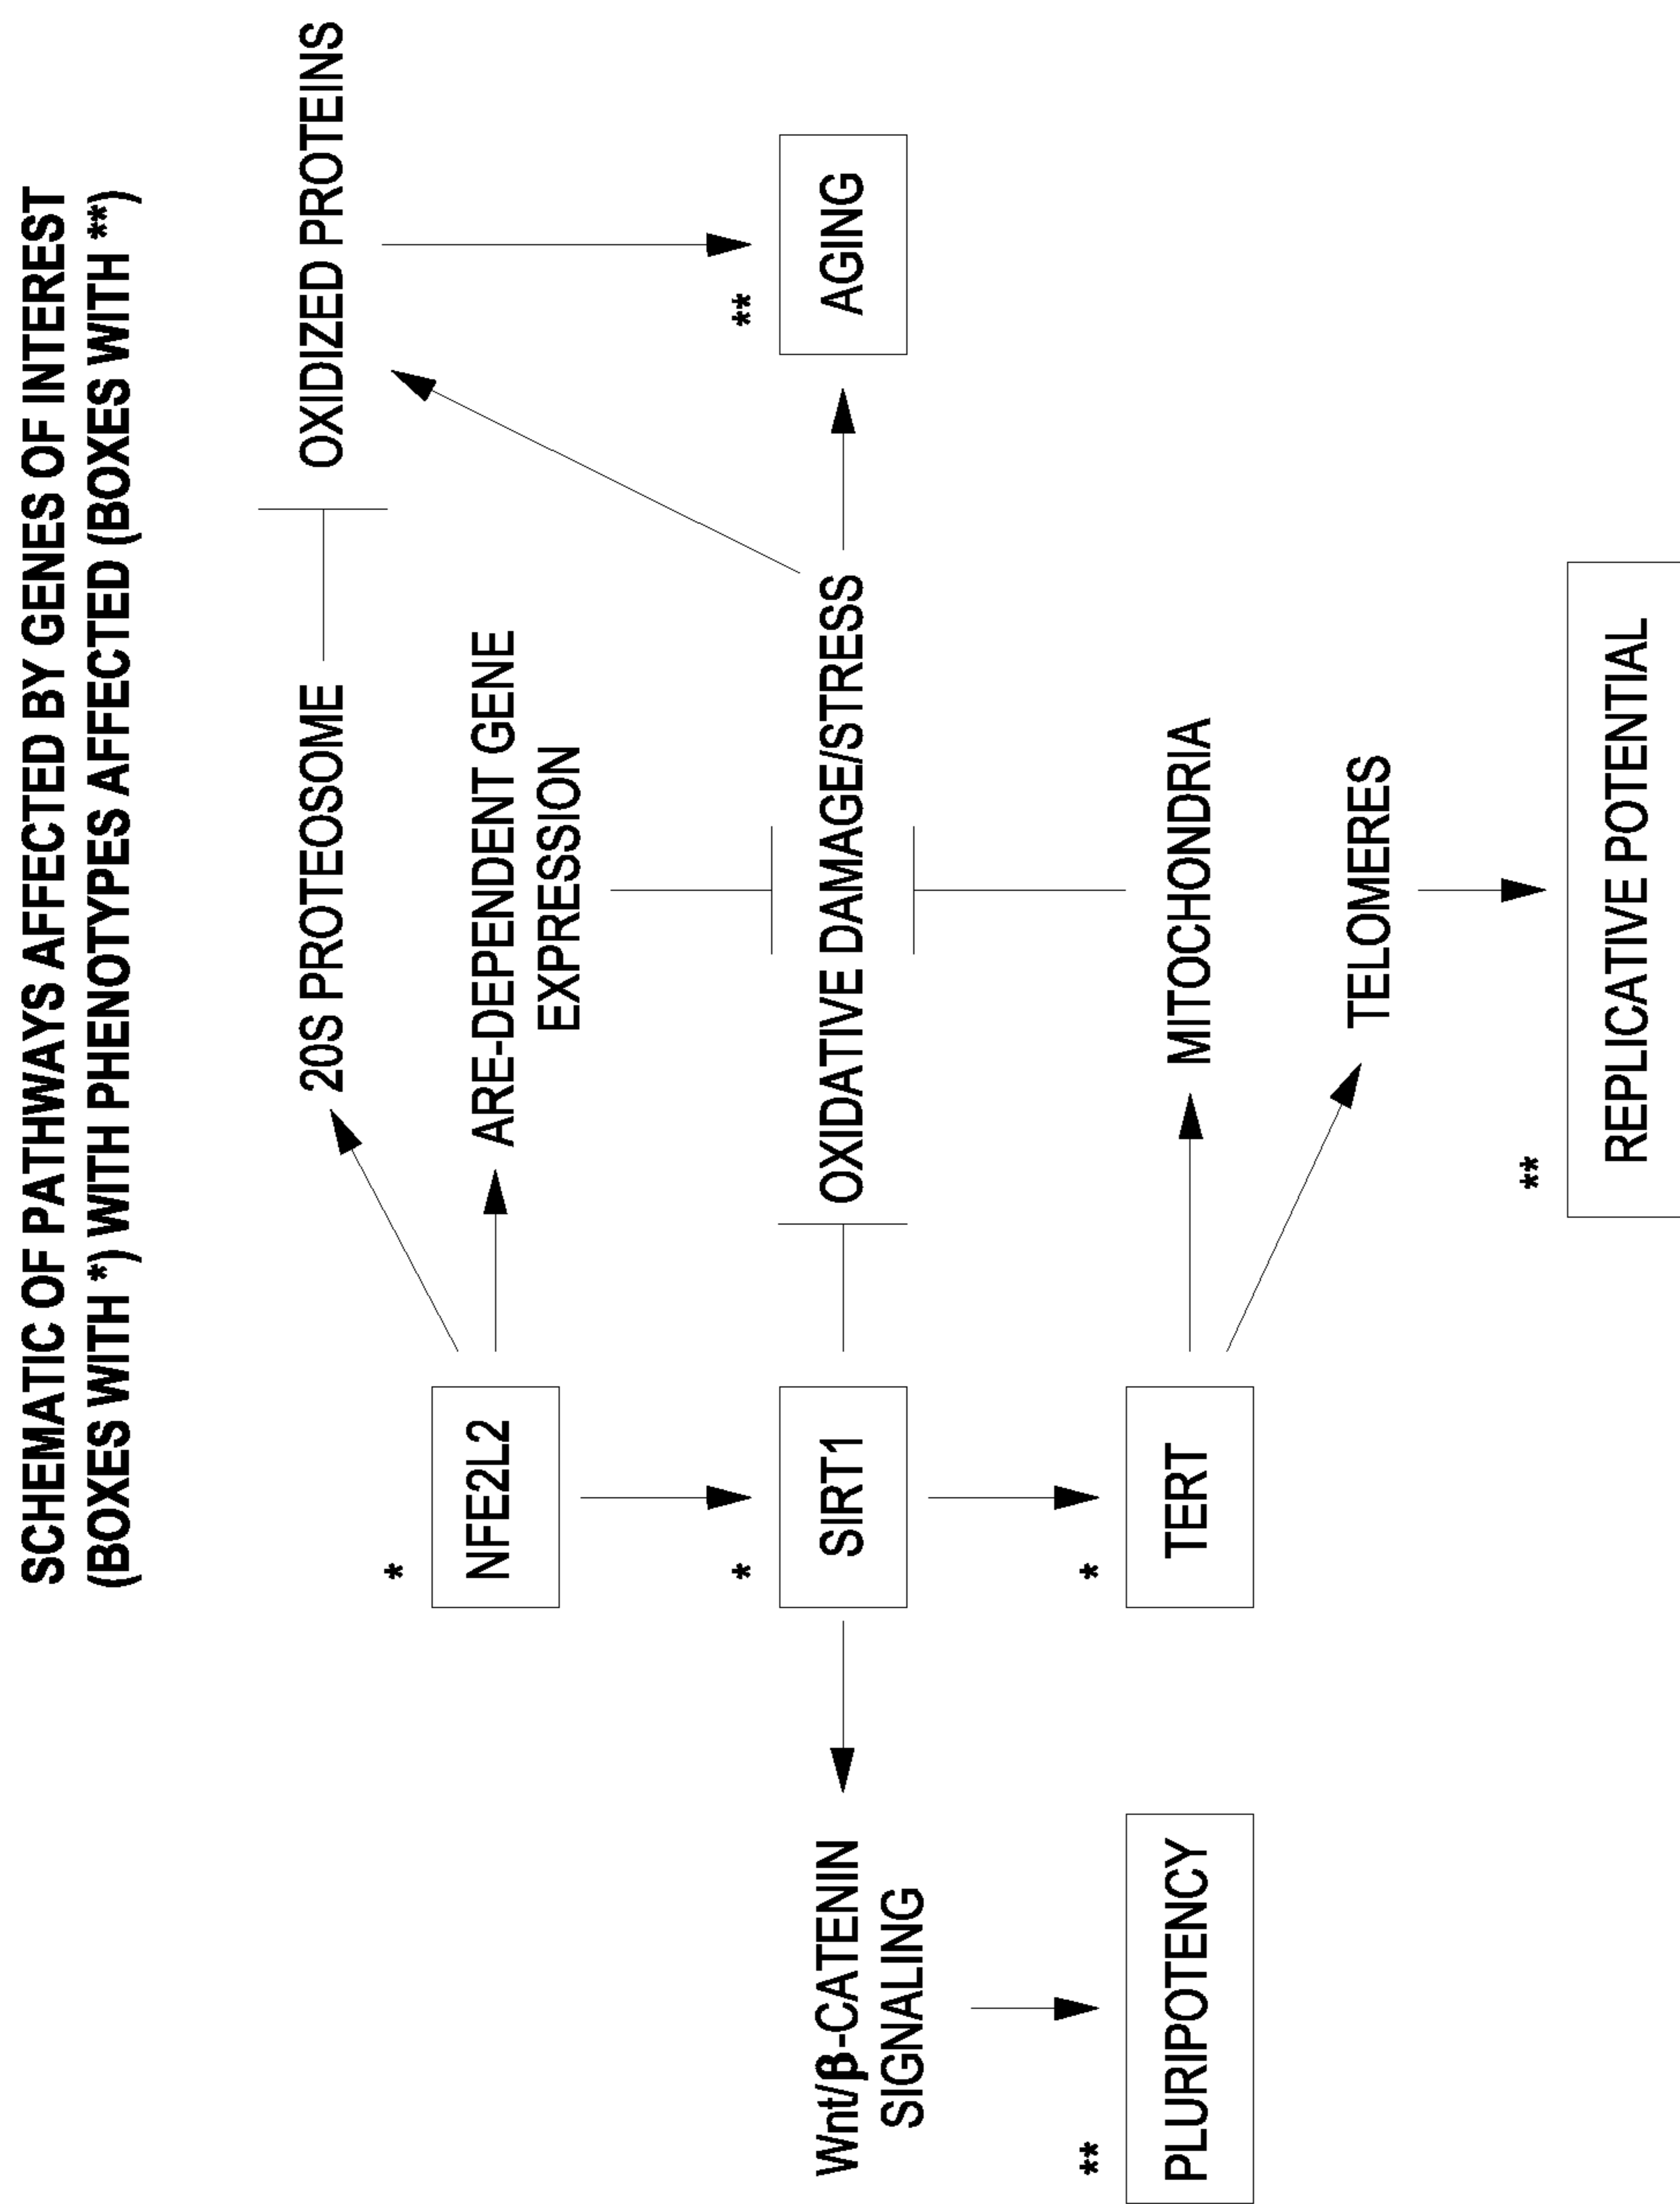 SCHEMATIC OF PATHWAYS AFFECTED BY GENES OF INTEREST
(BOXES WITH *) WITH PHENOTYPES AFFECTED (BOXES WITH **)
20S PROTEOSOME
OXIDIZED PROTEINS
*
NFE2L2
ARE-DEPENDENT GENE
EXPRESSION
*
**
Wnt/β-CATENIN
SIGNALING
SIRT1
OXIDATIVE DAMAGE/STRESS
AGING
**
*
PLURIPOTENCY
TERT
MITOCHONDRIA
TELOMERES
**
REPLICATIVE POTENTIAL